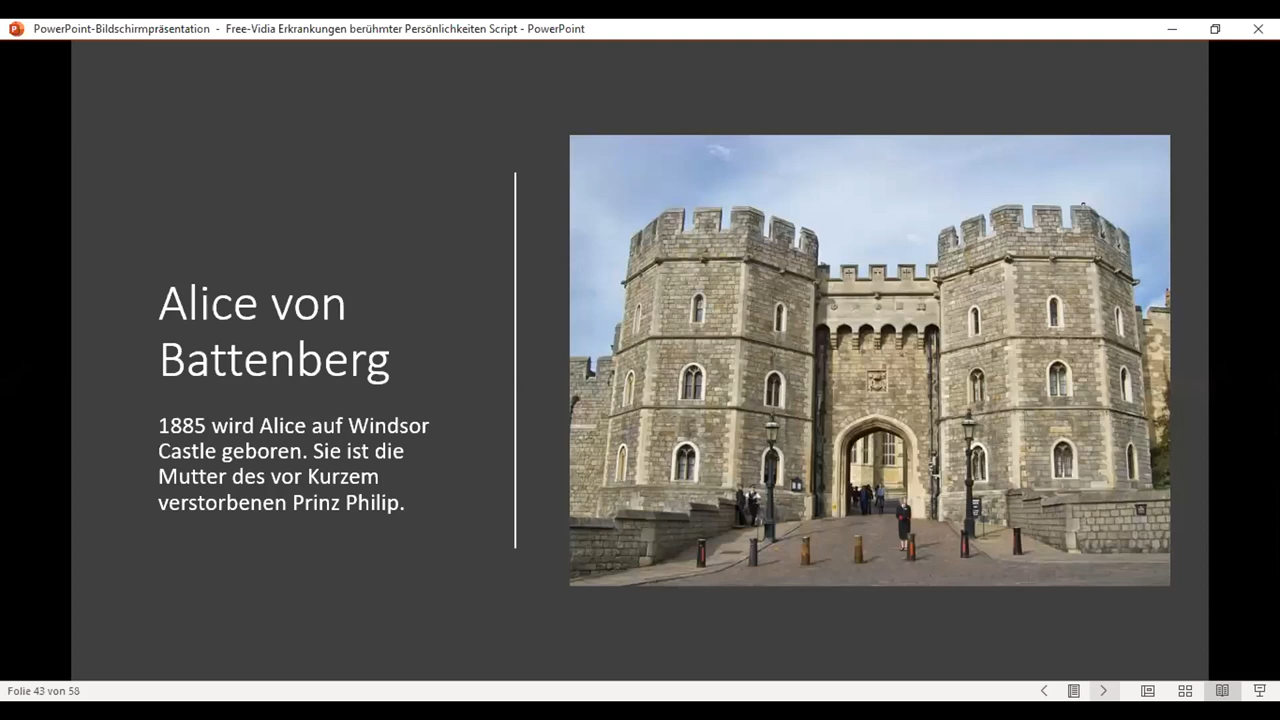 PowerPoint-Bildschirmpräsentation - Free-Vidia Erkrankungen berühmter Persönlichkeiten Script - PowerPoint
Alice von
Battenberg
1885 wird Alice auf Windsor
Castle geboren. Sie ist die
Mutter des vor Kurzem
verstorbenen Prinz Philip.
Folie 43 von 58